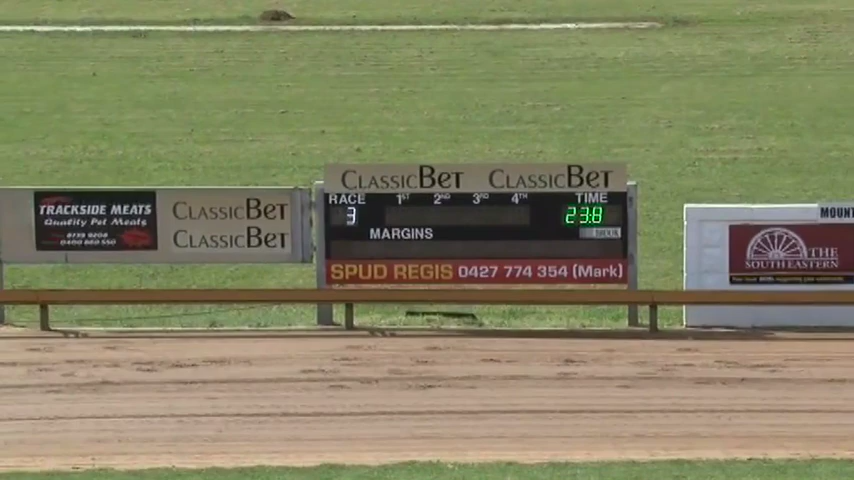 TRACKSIDE MEATS
Quality Pet Meats
CLASSICBET
CLASSICBET
CLASSICBET CLASSICBET
RACE 1ST 2ND 3RD 4TH TIME
3 23.8
MARGINS
SPUD REGIS 0427 774 354 (Mark)
MOUNT
THE
SOUTH EASTERN